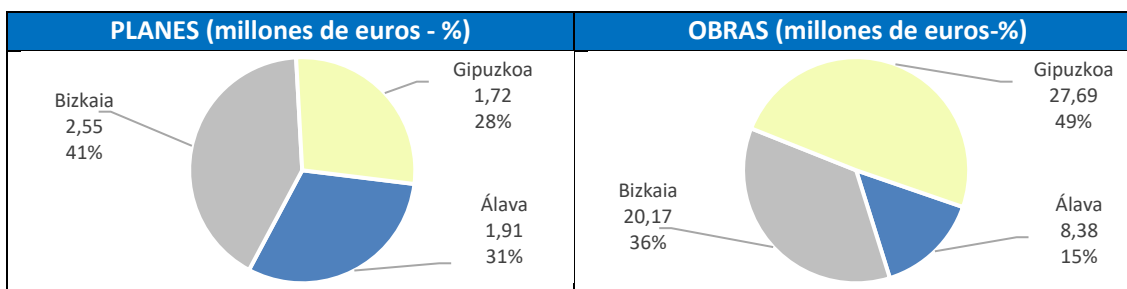 PLANES (millones de euros - %)
Gipuzkoa
1,72
28%
Bizkaia
2,55
41%
Álava
1,91
31%
OBRAS (millones de euros-%)
Gipuzkoa
27,69
49%
Bizkaia
20,17
36%
Álava
8,38
15%